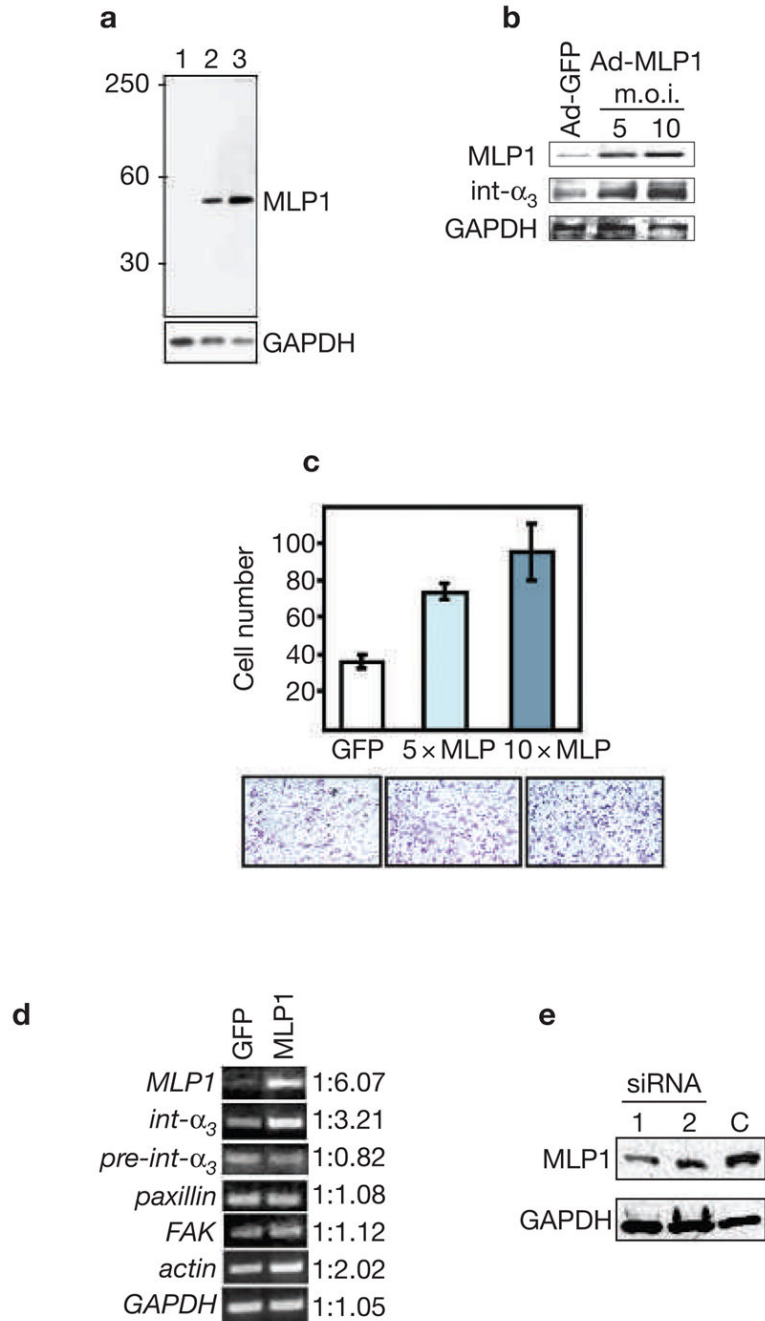 a
1 2 3
250
60
MLP1
30
GAPDH
b
Ad-GFP
Ad-MLP1
m.o.i.
5 10
MLP1
int-α₃
GAPDH
c
Cell number
100
80
60
40
20
GFP 5 × MLP 10 × MLP
d
GFP MLP1
MLP1 1:6.07
int-α₃ 1:3.21
pre-int-α₃ 1:0.82
paxillin 1:1.08
FAK 1:1.12
actin 1:2.02
GAPDH 1:1.05
e
siRNA
1 2 C
MLP1
GAPDH